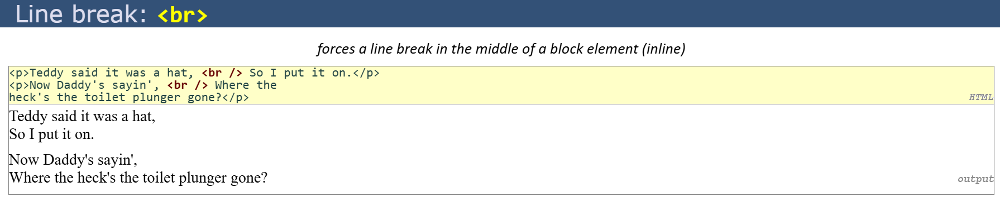 Line break: <br>
forces a line break in the middle of a block element (inline)
<p>Teddy said it was a hat, <br /> So I put it on.</p>
<p>Now Daddy's sayin', <br /> Where the
heck's the toilet plunger gone?</p>
HTML
Teddy said it was a hat,
So I put it on.
Now Daddy's sayin',
Where the heck's the toilet plunger gone?
output